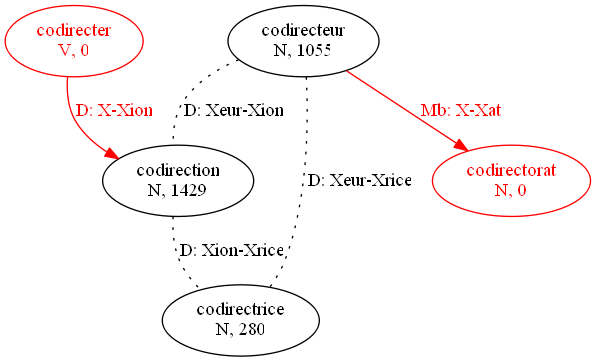 codirecter
V, 0
codirecteur
N, 1055
D: X-Xion
D: Xeur-Xion
Mb: X-Xat
codirection
N, 1429
D: Xeur-Xrice
codirectorat
N, 0
D: Xion-Xrice
codirectrice
N, 280